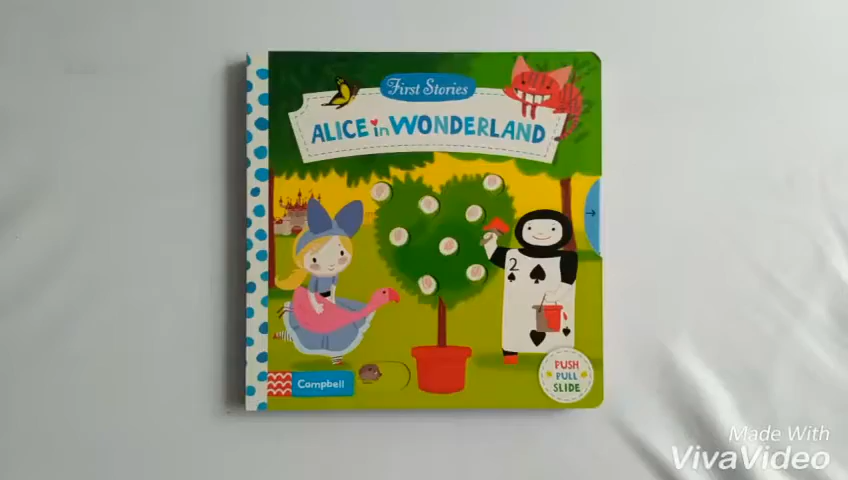 First Stories
ALICE in WONDERLAND
2
Campbell
PUSH
PULL
SLIDE
Made With
VivaVideo